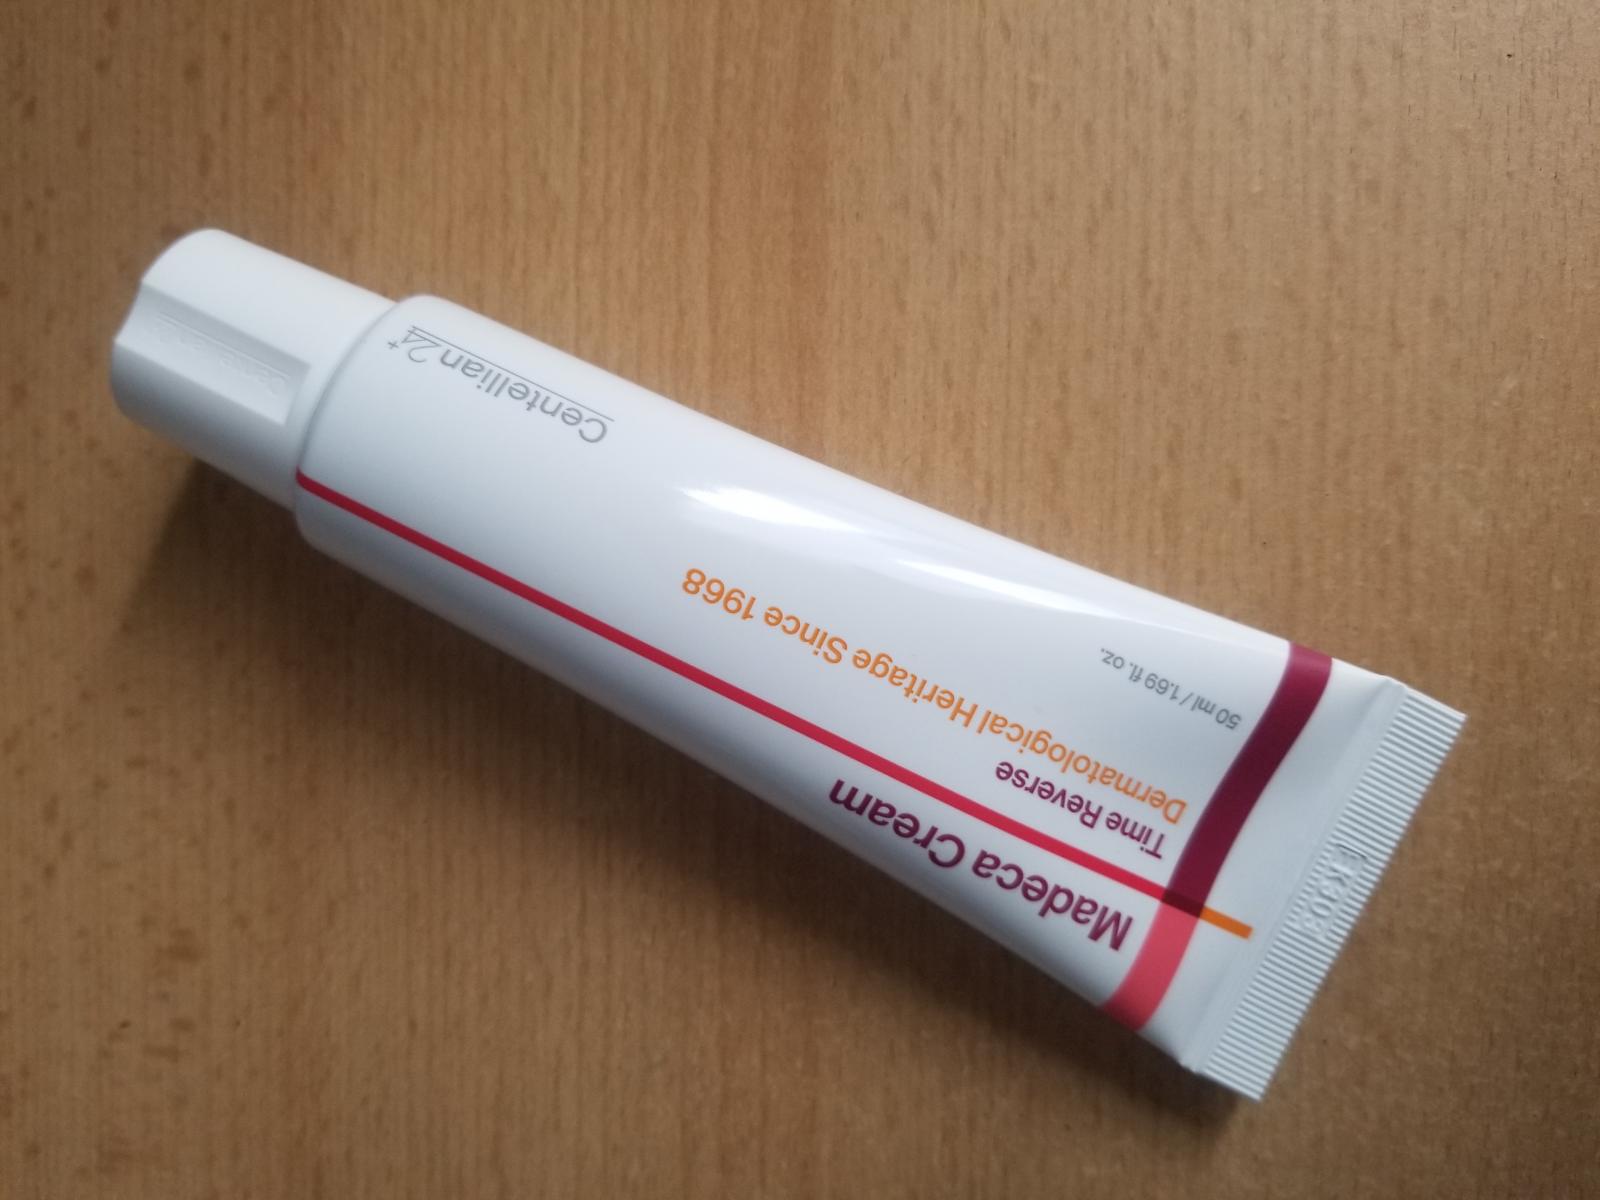 Madeca Cream
Time Reverse
Dermatological Heritage Since 1968
50 ml / 1.69 fl. oz.
Centellian 24+